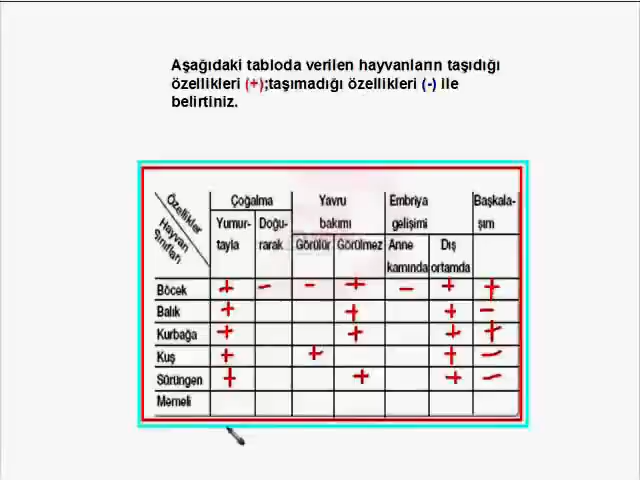 Aşağıdaki tabloda verilen hayvanların taşıdığı
özellikleri (+);taşımadığı özellikleri (-) ile
belirtiniz.
Özellikler
Hayvan
Sınıfları
Çoğalma Yavru bakımı Embriya gelişimi Başkala-şım
Yumur-tayla Doğu-rarak Görülür Görülmez Anne kamında Dış ortamda
Böcek + - - + - + +
Balık + + + -
Kurbağa + + + +
Kuş + + + -
Sürüngen + + + -
Memeli